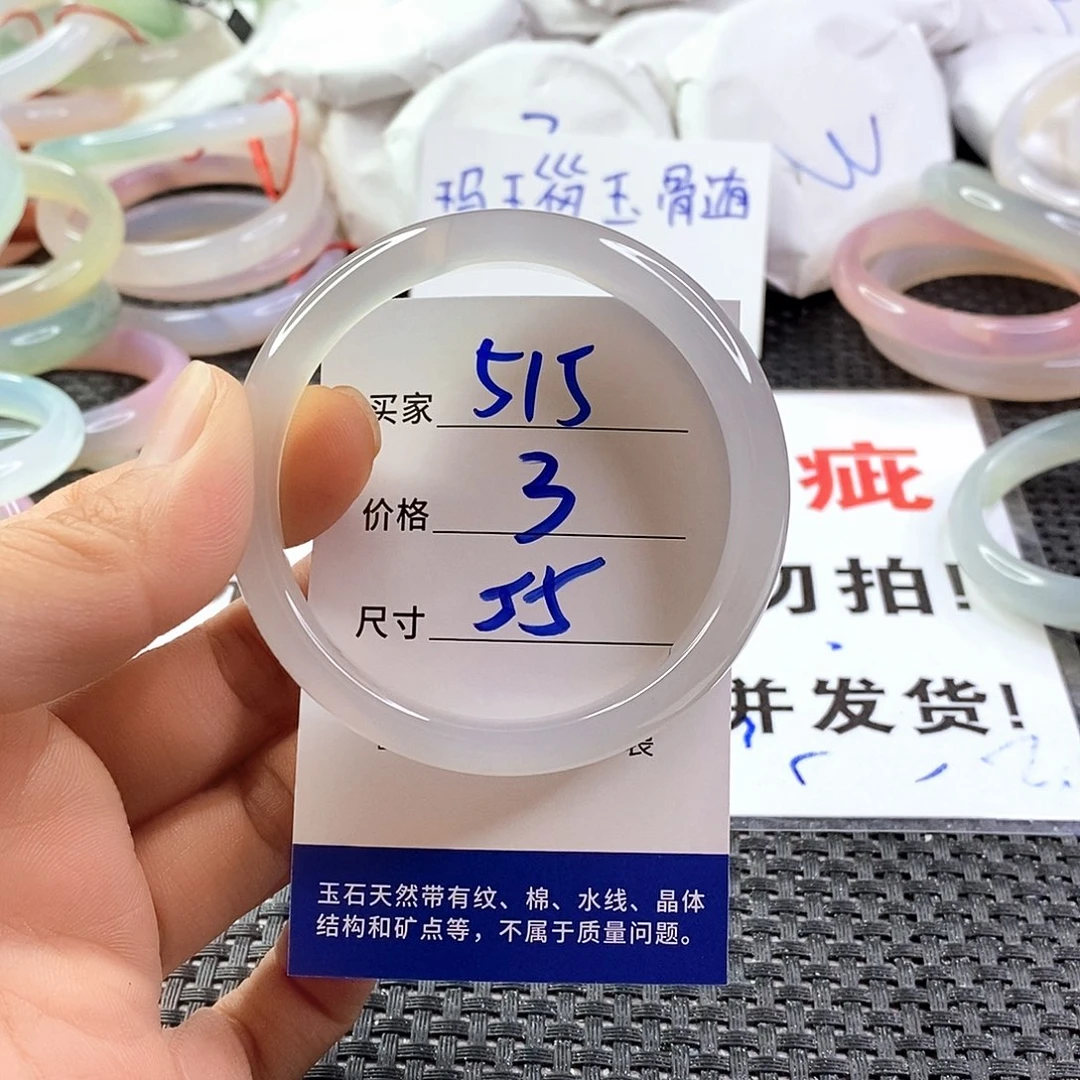 玛瑙玉骨髄
买家 515
价格 3
尺寸 55
玉石天然带有纹、棉、水线、晶体
结构和矿点等，不属于质量问题。
疵
勿拍！
并发货！